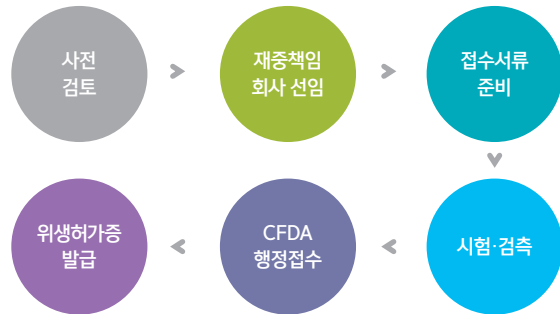 사전
검토
재중책임
회사 선임
접수서류
준비
시험·검측
CFDA
행정접수
위생허가증
발급